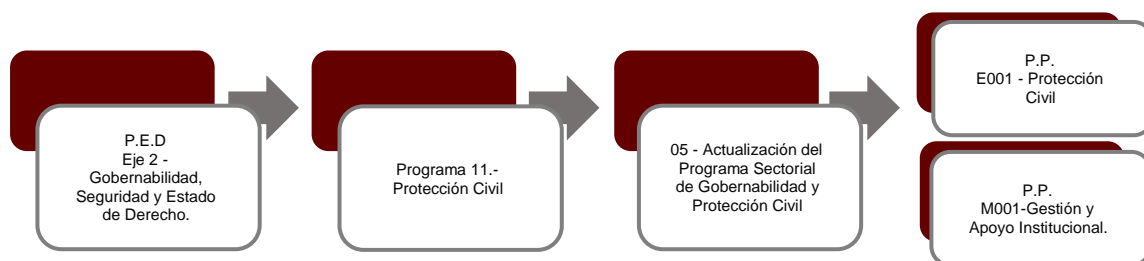 P.E.D
Eje 2 -
Gobernabilidad,
Seguridad y Estado
de Derecho.
Programa 11.-
Protección Civil
05 - Actualización del
Programa Sectorial
de Gobernabilidad y
Protección Civil
P.P.
E001 - Protección
Civil
P.P.
M001-Gestión y
Apoyo Institucional.